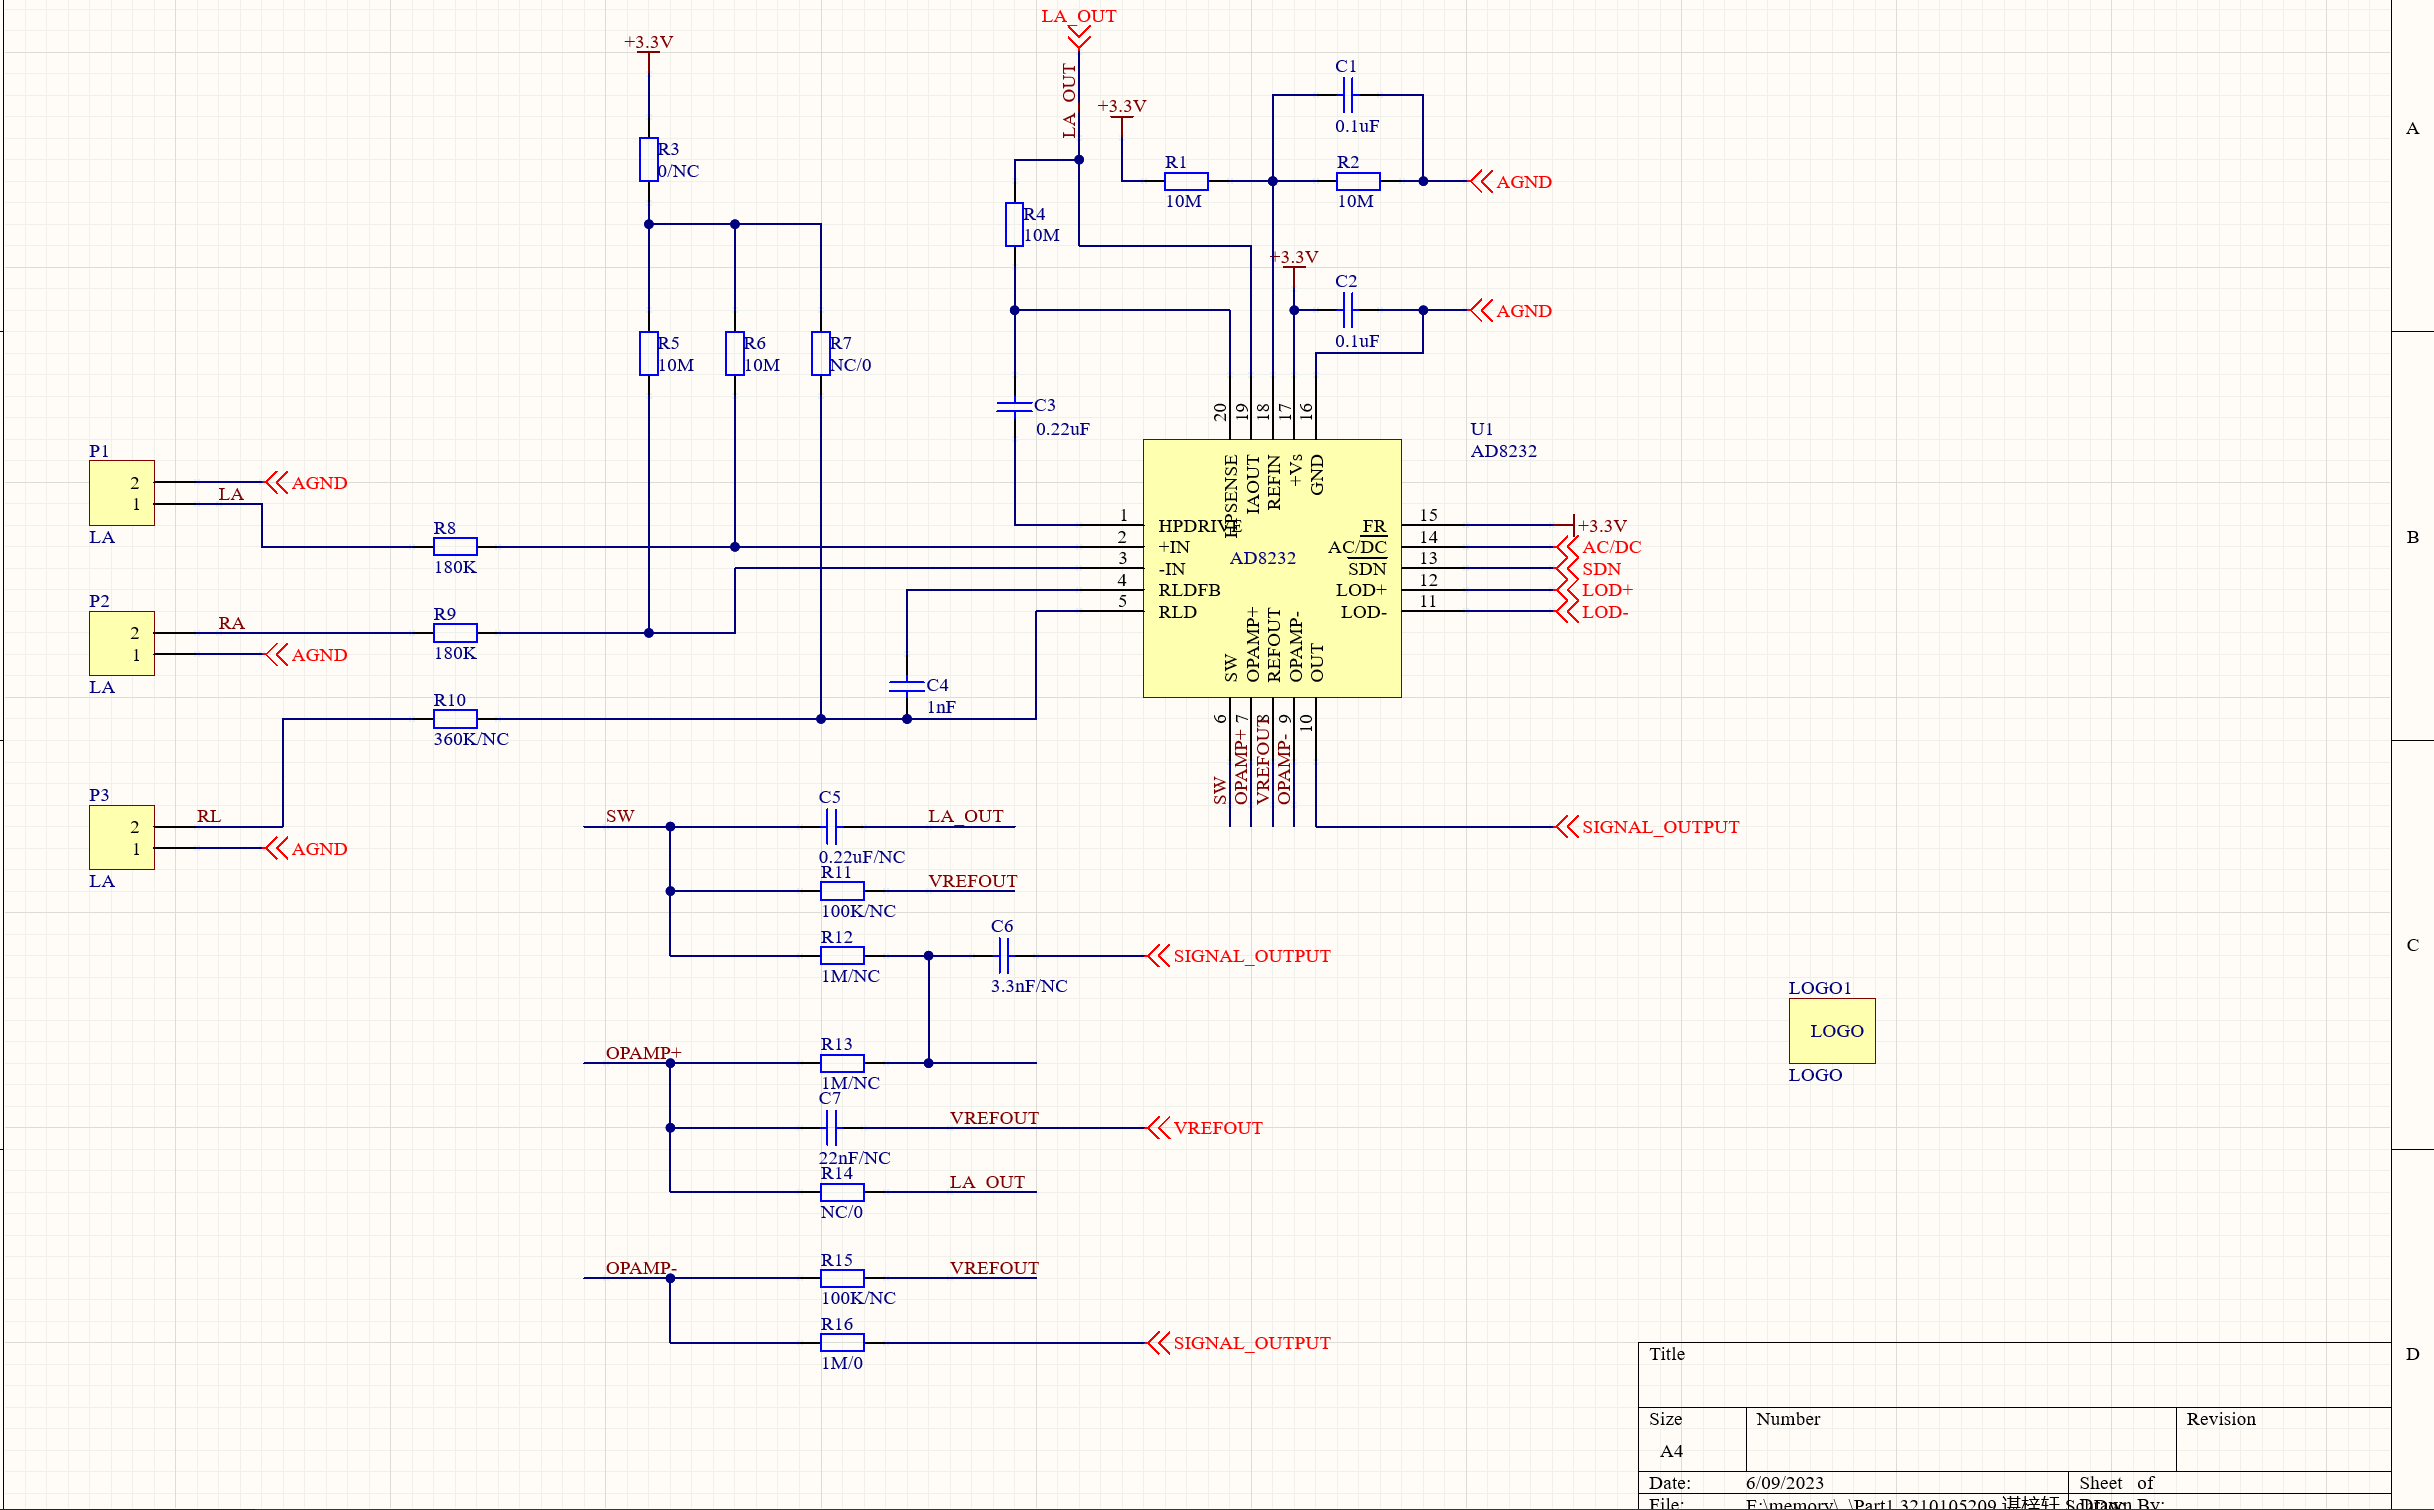 LA_OUT
+3.3V
LA_OUT
+3.3V
C1
0.1uF
A
R3
0/NC
R1
10M
R2
10M
AGND
R4
10M
+3.3V
C2
0.1uF
AGND
R5
10M
R6
10M
R7
NC/0
C3
0.22uF
20
19
18
17
16
U1
AD8232
P1
2
1
LA
AGND
LA
HPSENSE
IAOUT
REFIN
+Vs
GND
R8
180K
1
2
3
4
5
HPDRIVE
+IN
-IN
RLDFB
RLD
AD8232
FR
AC/DC
SDN
LOD+
LOD-
15
14
13
12
11
+3.3V
AC/DC
SDN
LOD+
LOD-
B
P2
2
1
LA
RA
AGND
R9
180K
SW
OPAMP+
REFOUT
OPAMP-
OUT
R10
360K/NC
C4
1nF
6
7
8
9
10
SW
OPAMP+
VREFOUT
OPAMP-
P3
2
1
LA
RL
AGND
SW
C5
0.22uF/NC
LA_OUT
SIGNAL_OUTPUT
R11
100K/NC
VREFOUT
R12
1M/NC
C6
3.3nF/NC
SIGNAL_OUTPUT
C
LOGO1
LOGO
LOGO
OPAMP+
R13
1M/NC
C7
22nF/NC
VREFOUT
VREFOUT
R14
NC/0
LA_OUT
OPAMP-
R15
100K/NC
VREFOUT
R16
1M/0
SIGNAL_OUTPUT
D
Title
Size
A4
Number
Revision
Date:
6/09/2023
Sheet of
File:
E:\memory\..\Part1 3210105209
By: